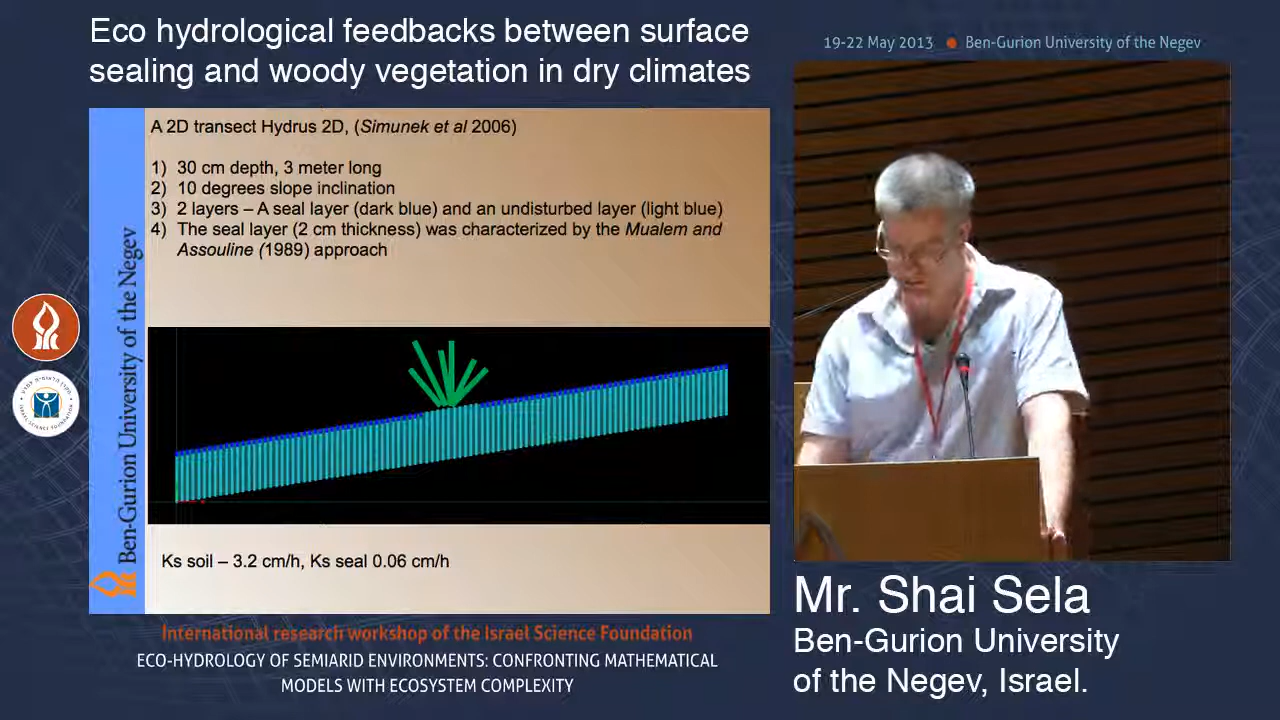 Eco hydrological feedbacks between surface
sealing and woody vegetation in dry climates
19-22 May 2013 ● Ben-Gurion University of the Negev
A 2D transect Hydrus 2D, (Simunek et al 2006)
1) 30 cm depth, 3 meter long
2) 10 degrees slope inclination
3) 2 layers – A seal layer (dark blue) and an undisturbed layer (light blue)
4) The seal layer (2 cm thickness) was characterized by the Mualem and
Assouline (1989) approach
Ben-Gurion University of the Negev
Ks soil – 3.2 cm/h, Ks seal 0.06 cm/h
International research workshop of the Israel Science Foundation
ECO-HYDROLOGY OF SEMIARID ENVIRONMENTS: CONFRONTING MATHEMATICAL
MODELS WITH ECOSYSTEM COMPLEXITY
Mr. Shai Sela
Ben-Gurion University
of the Negev, Israel.